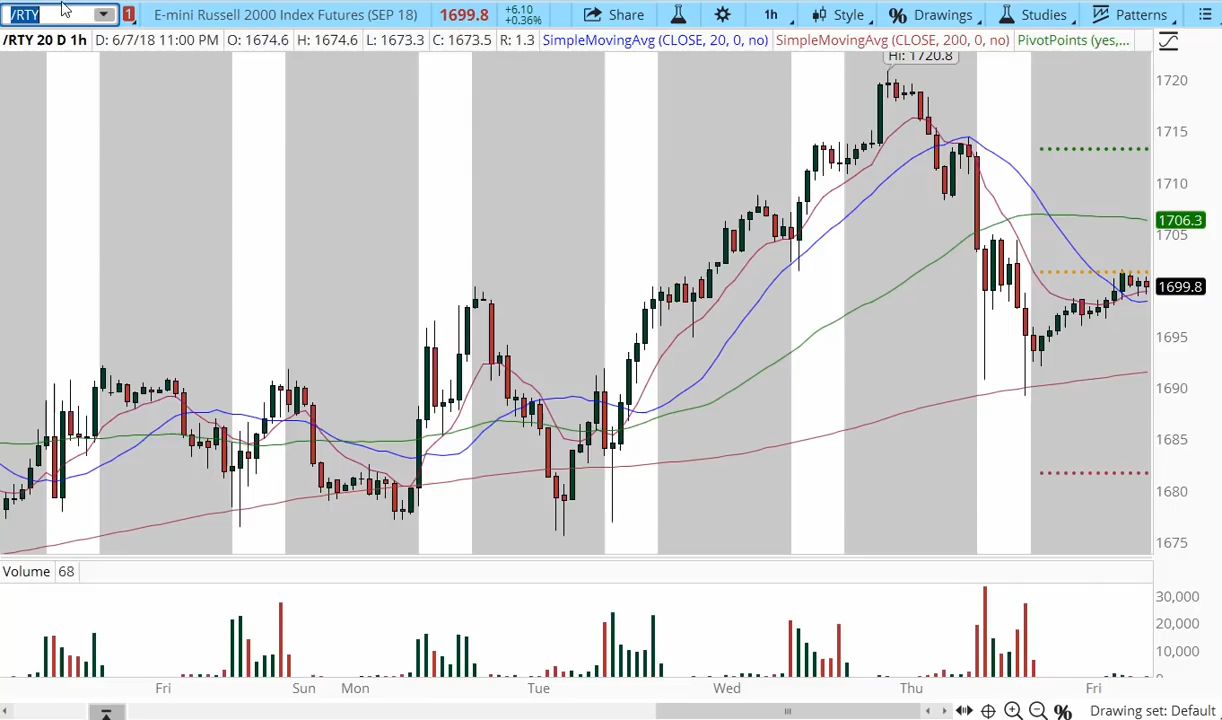 /RTY 1 E-mini Russell 2000 Index Futures (SEP 18) 1699.8 +6.10 +0.36% Share 1h Style % Drawings Studies Patterns
/RTY 20 D 1h D: 6/7/18 11:00 PM O: 1674.6 H: 1674.6 L: 1673.3 C: 1673.5 R: 1.3 SimpleMovingAvg (CLOSE, 20, 0, no) SimpleMovingAvg (CLOSE, 200, 0, no) PivotPoints (yes,...
Hi: 1720.8
1720
1715
1710
1706.3
1705
1699.8
1695
1690
1685
1680
1675
Volume 68
30,000
20,000
10,000
Fri Sun Mon Tue Wed Thu Fri
% Drawing set: Default